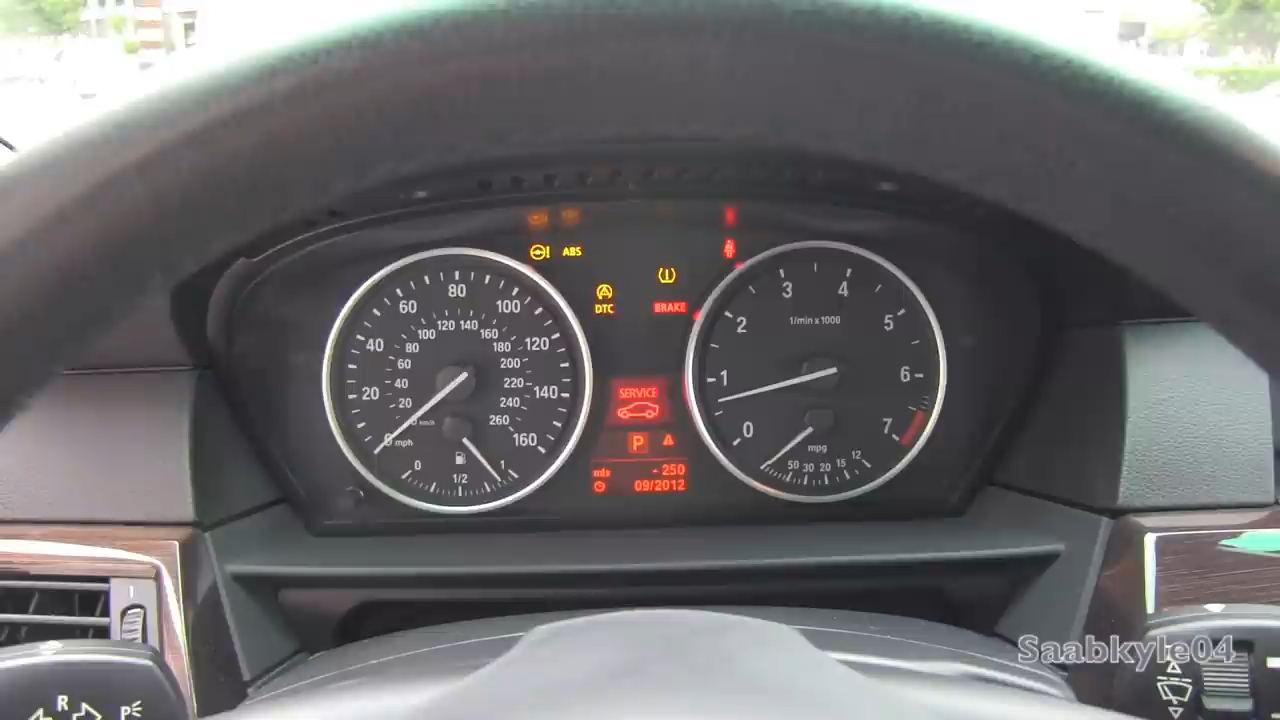 ABS
DTC
BRAKE
SERVICE
P
mls -250
09/2012
0 20 40 60 80 100 120 140 160
mph
20 40 60 80 100 120 140 160 180 200 220 240 260
km/h
0 1/2 1
0 1 2 3 4 5 6 7
1/min x 1000
mpg
50 30 20 15 12
R
P
Saabkyle04